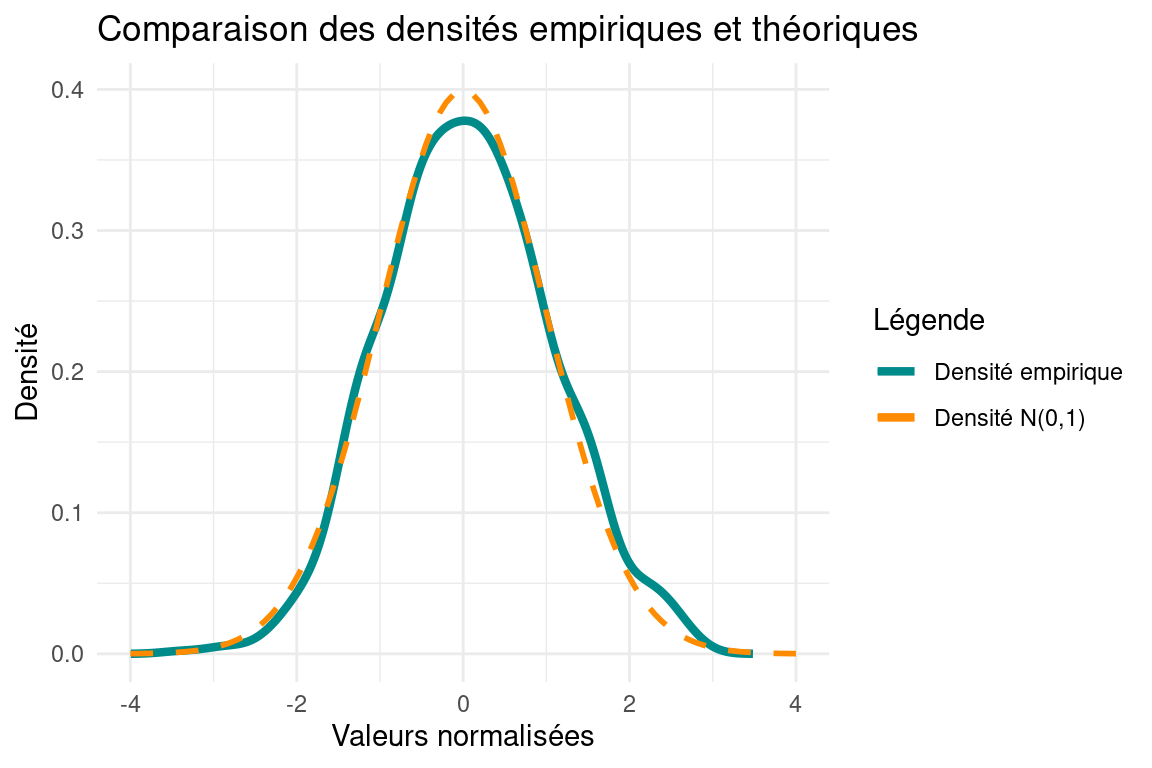 Comparaison des densités empiriques et théoriques
0.4
0.3
0.2
0.1
0.0
Densité
-4
-2
0
2
4
Valeurs normalisées
Légende
Densité empirique
Densité N(0,1)